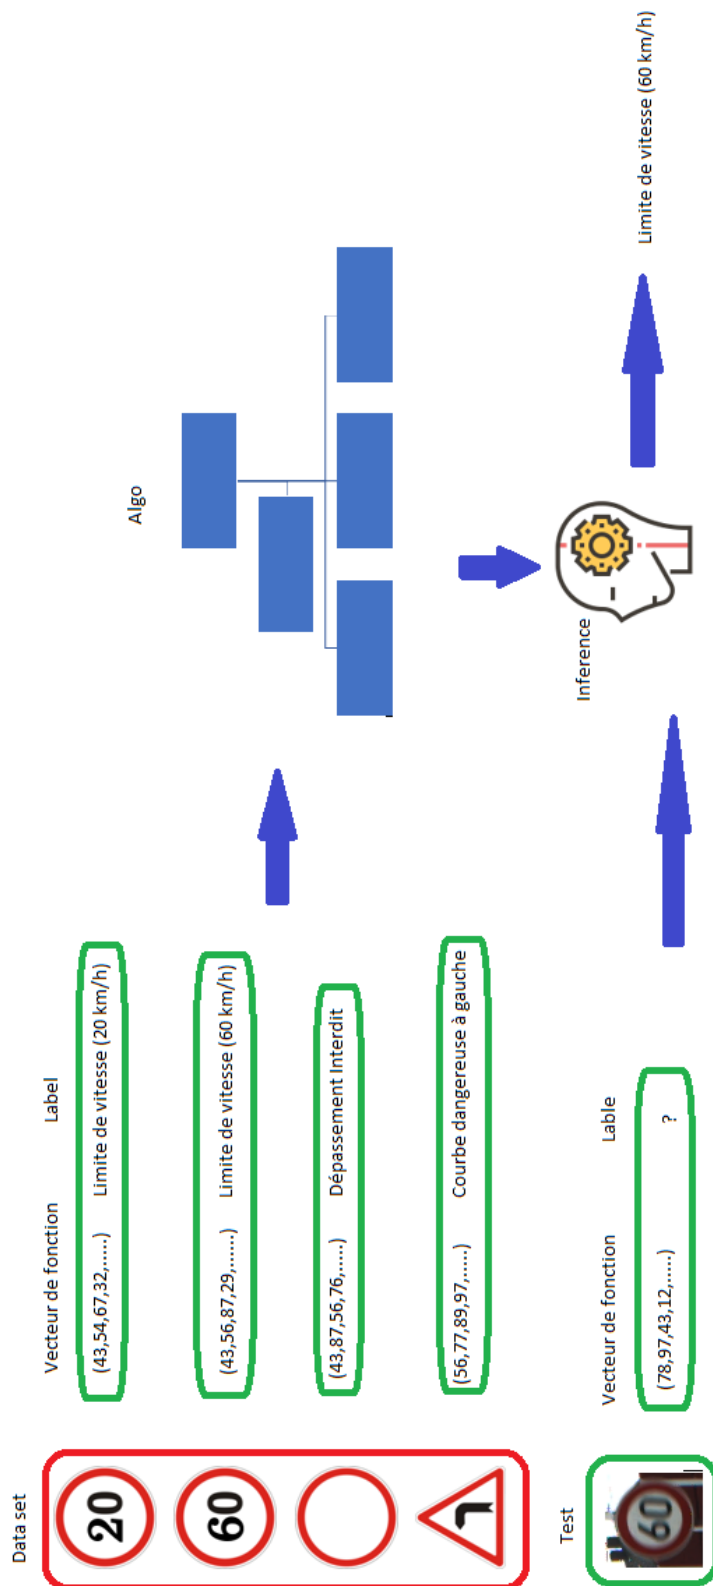 Data set
Vecteur de fonction
Label
20
(43,54,67,32,.....)
Limite de vitesse (20 km/h)
60
(43,56,87,29,......)
Limite de vitesse (60 km/h)
(43,87,56,76,.....)
Dépassement Interdit
(56,77,89,97,.....)
Courbe dangereuse à gauche
Algo
Test
Vecteur de fonction
Lable
60
(78,97,43,12,.....)
?
Inference
Limite de vitesse (60 km/h)